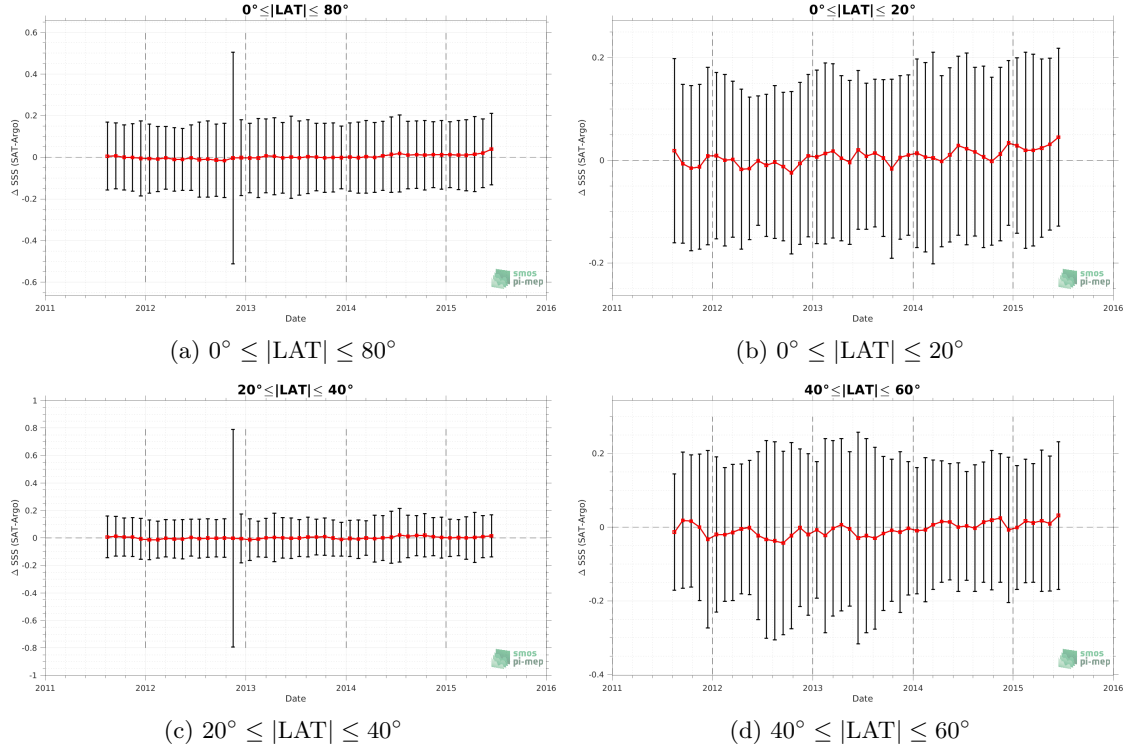 0°≤|LAT|≤ 80°
0.6
0.4
0.2
0
-0.2
-0.4
-0.6
Δ SSS (SAT-Argo)
2011
2012
2013
2014
2015
2016
Date
smos
pi-mep
(a) 0° ≤ |LAT| ≤ 80°
0°≤|LAT|≤ 20°
0.2
0
-0.2
Δ SSS (SAT-Argo)
2011
2012
2013
2014
2015
2016
Date
smos
pi-mep
(b) 0° ≤ |LAT| ≤ 20°
20°≤|LAT|≤ 40°
1
0.8
0.6
0.4
0.2
0
-0.2
-0.4
-0.6
-0.8
-1
Δ SSS (SAT-Argo)
2011
2012
2013
2014
2015
2016
Date
smos
pi-mep
(c) 20° ≤ |LAT| ≤ 40°
40°≤|LAT|≤ 60°
0.2
0
-0.2
-0.4
Δ SSS (SAT-Argo)
2011
2012
2013
2014
2015
2016
Date
smos
pi-mep
(d) 40° ≤ |LAT| ≤ 60°